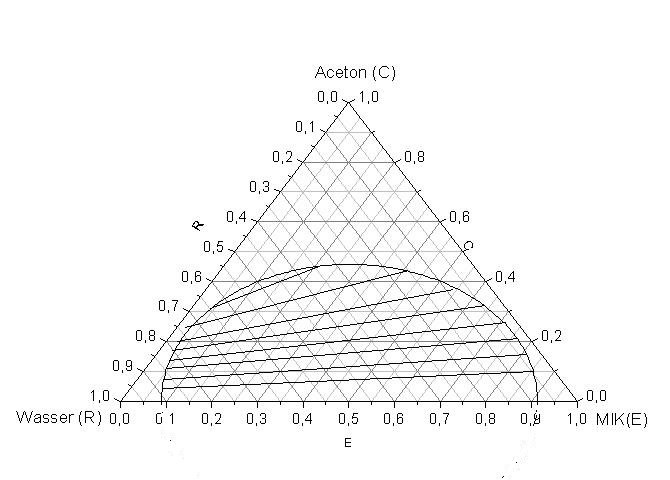 Aceton (C)
0,0 1,0
0,1
0,2 0,8
0,3
R 0,4 0,6
0,5 C
0,6 0,4
0,7
0,8 0,2
0,9
1,0 0,0
Wasser (R) 0,0 0,1 0,2 0,3 0,4 0,5 0,6 0,7 0,8 0,9 1,0 MIK(E)
E